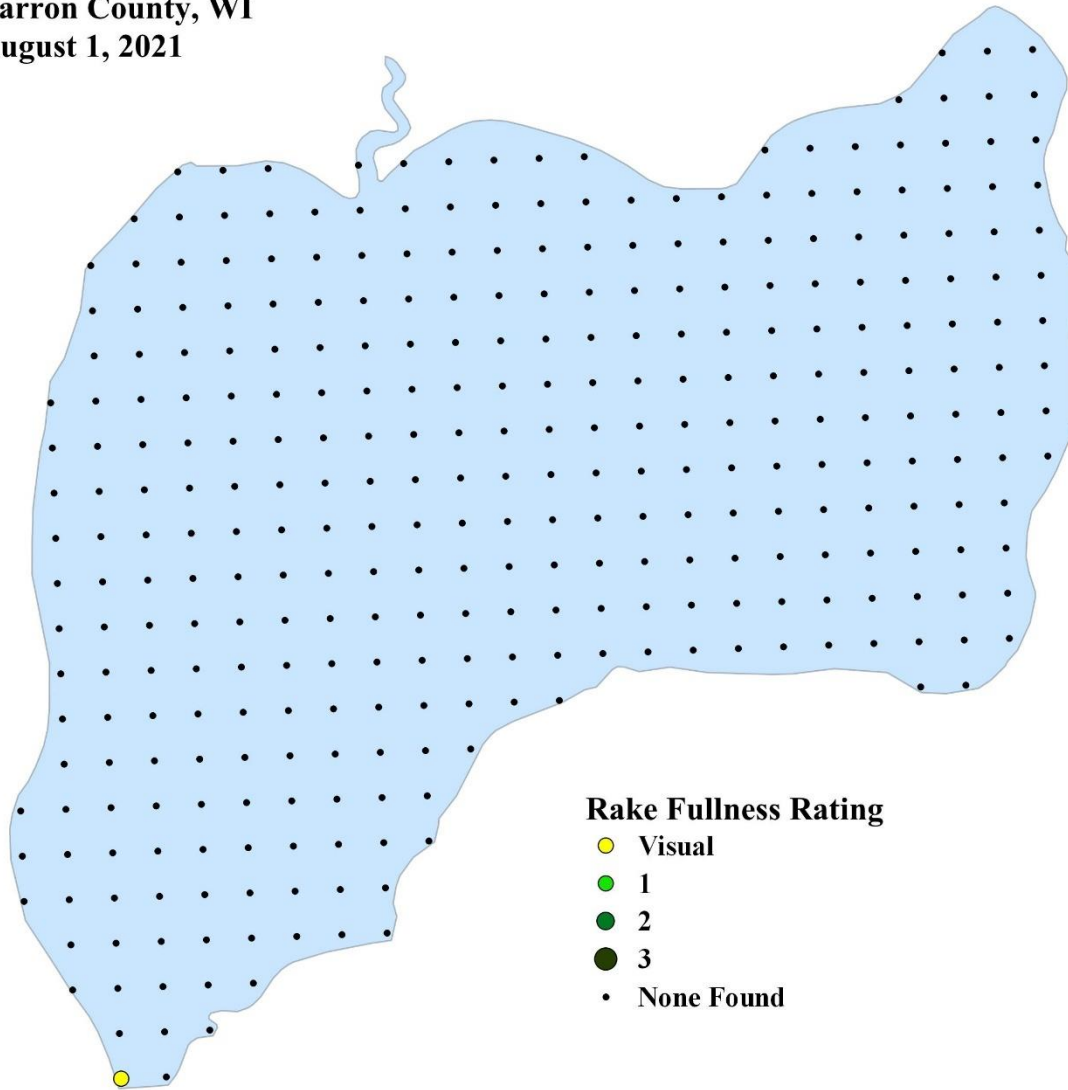 arron County, WI
ugust 1, 2021
Rake Fullness Rating
Visual
1
2
3
None Found